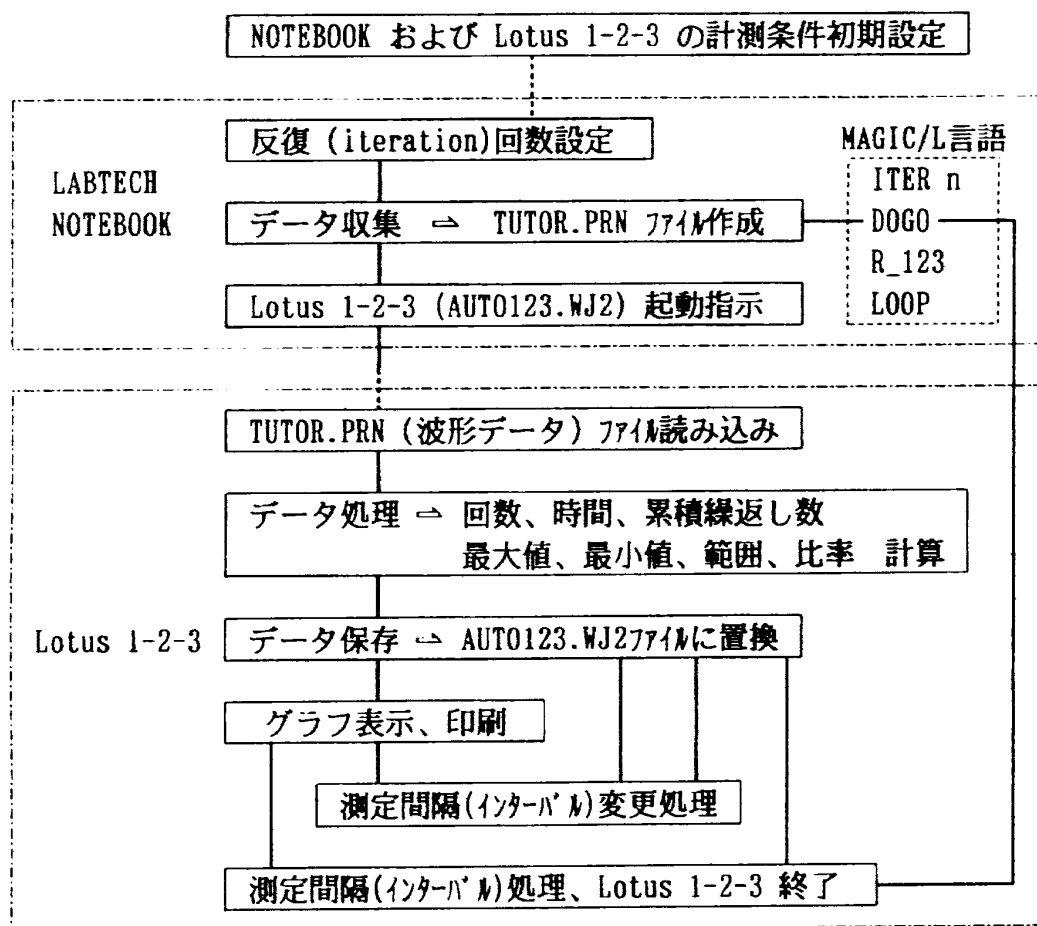 NOTEBOOK および Lotus 1-2-3 の計測条件初期設定
反復 (iteration)回数設定
MAGIC/L言語
LABTECH
NOTEBOOK
データ収集 ⇀ TUTOR.PRN ファイル作成
ITER n
DOGO
R_123
LOOP
Lotus 1-2-3 (AUTO123.WJ2) 起動指示
TUTOR.PRN (波形データ) ファイル読み込み
データ処理 ⇀ 回数、時間、累積繰返し数
最大値、最小値、範囲、比率 計算
Lotus 1-2-3
データ保存 ⇀ AUTO123.WJ2ファイルに置換
グラフ表示、印刷
測定間隔(インターバル)変更処理
測定間隔(インターバル)処理、Lotus 1-2-3 終了